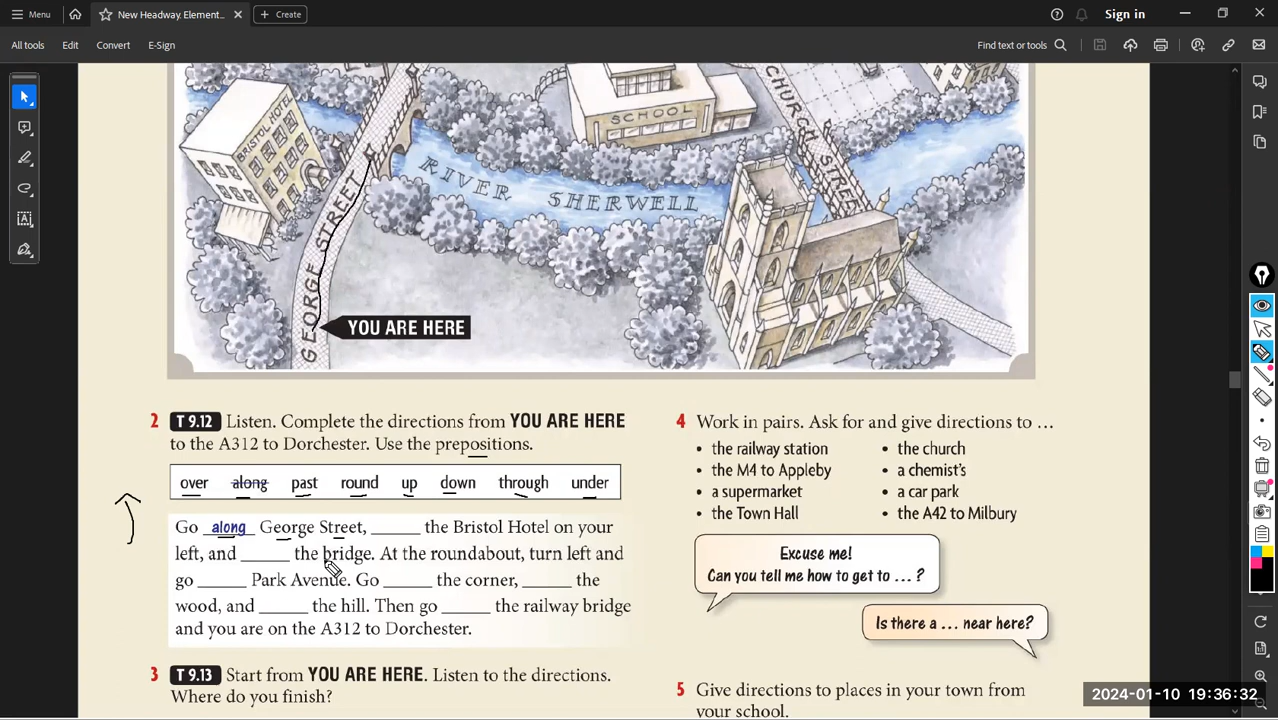 Menu
New Headway. Element...
Create
Sign in
All tools
Edit
Convert
E-Sign
Find text or tools
BRISTOL HOTEL
SCHOOL
CHURCH STREET
RIVER SHERWELL
GEORGE STREET
YOU ARE HERE
2 T 9.12 Listen. Complete the directions from YOU ARE HERE
to the A312 to Dorchester. Use the prepositions.
over along past round up down through under
Go along George Street, _____ the Bristol Hotel on your
left, and _____ the bridge. At the roundabout, turn left and
go _____ Park Avenue. Go _____ the corner, _____ the
wood, and _____ the hill. Then go _____ the railway bridge
and you are on the A312 to Dorchester.
3 T 9.13 Start from YOU ARE HERE. Listen to the directions.
Where do you finish?
4 Work in pairs. Ask for and give directions to …
• the railway station
• the M4 to Appleby
• a supermarket
• the Town Hall
• the church
• a chemist's
• a car park
• the A42 to Milbury
Excuse me!
Can you tell me how to get to … ?
Is there a … near here?
5 Give directions to places in your town from
your school.
2024-01-10 19:36:32